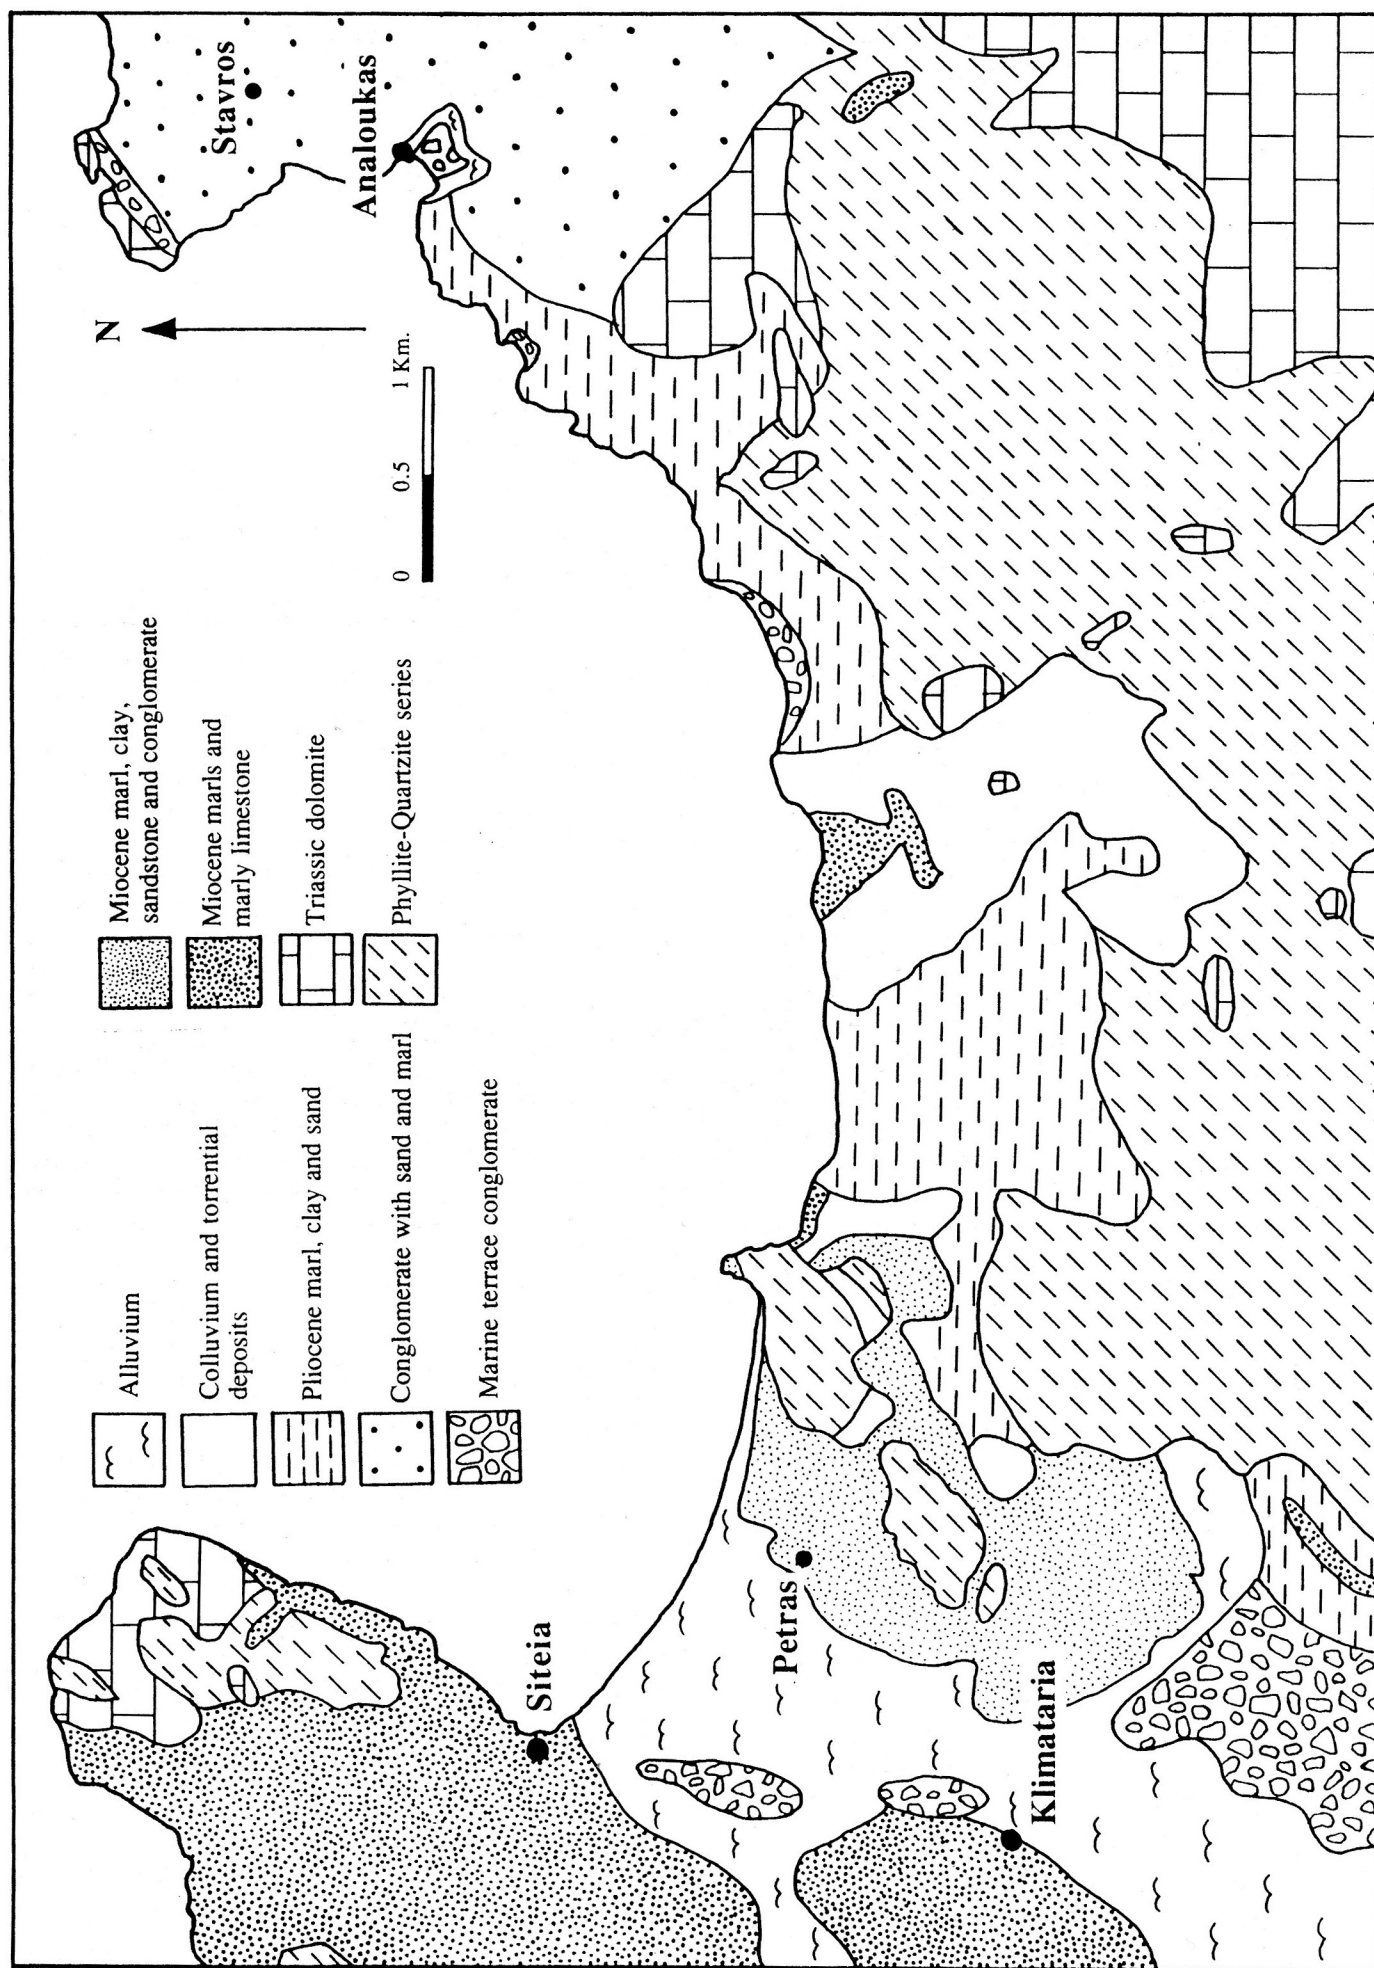 Alluvium
Colluvium and torrential
deposits
Pliocene marl, clay and sand
Conglomerate with sand and marl
Marine terrace conglomerate
Miocene marl, clay,
sandstone and conglomerate
Miocene marls and
marly limestone
Triassic dolomite
Phyllite-Quartzite series
N
0 0.5 1 Km.
Stavros
Analoukas
Siteia
Petras
Klimataria